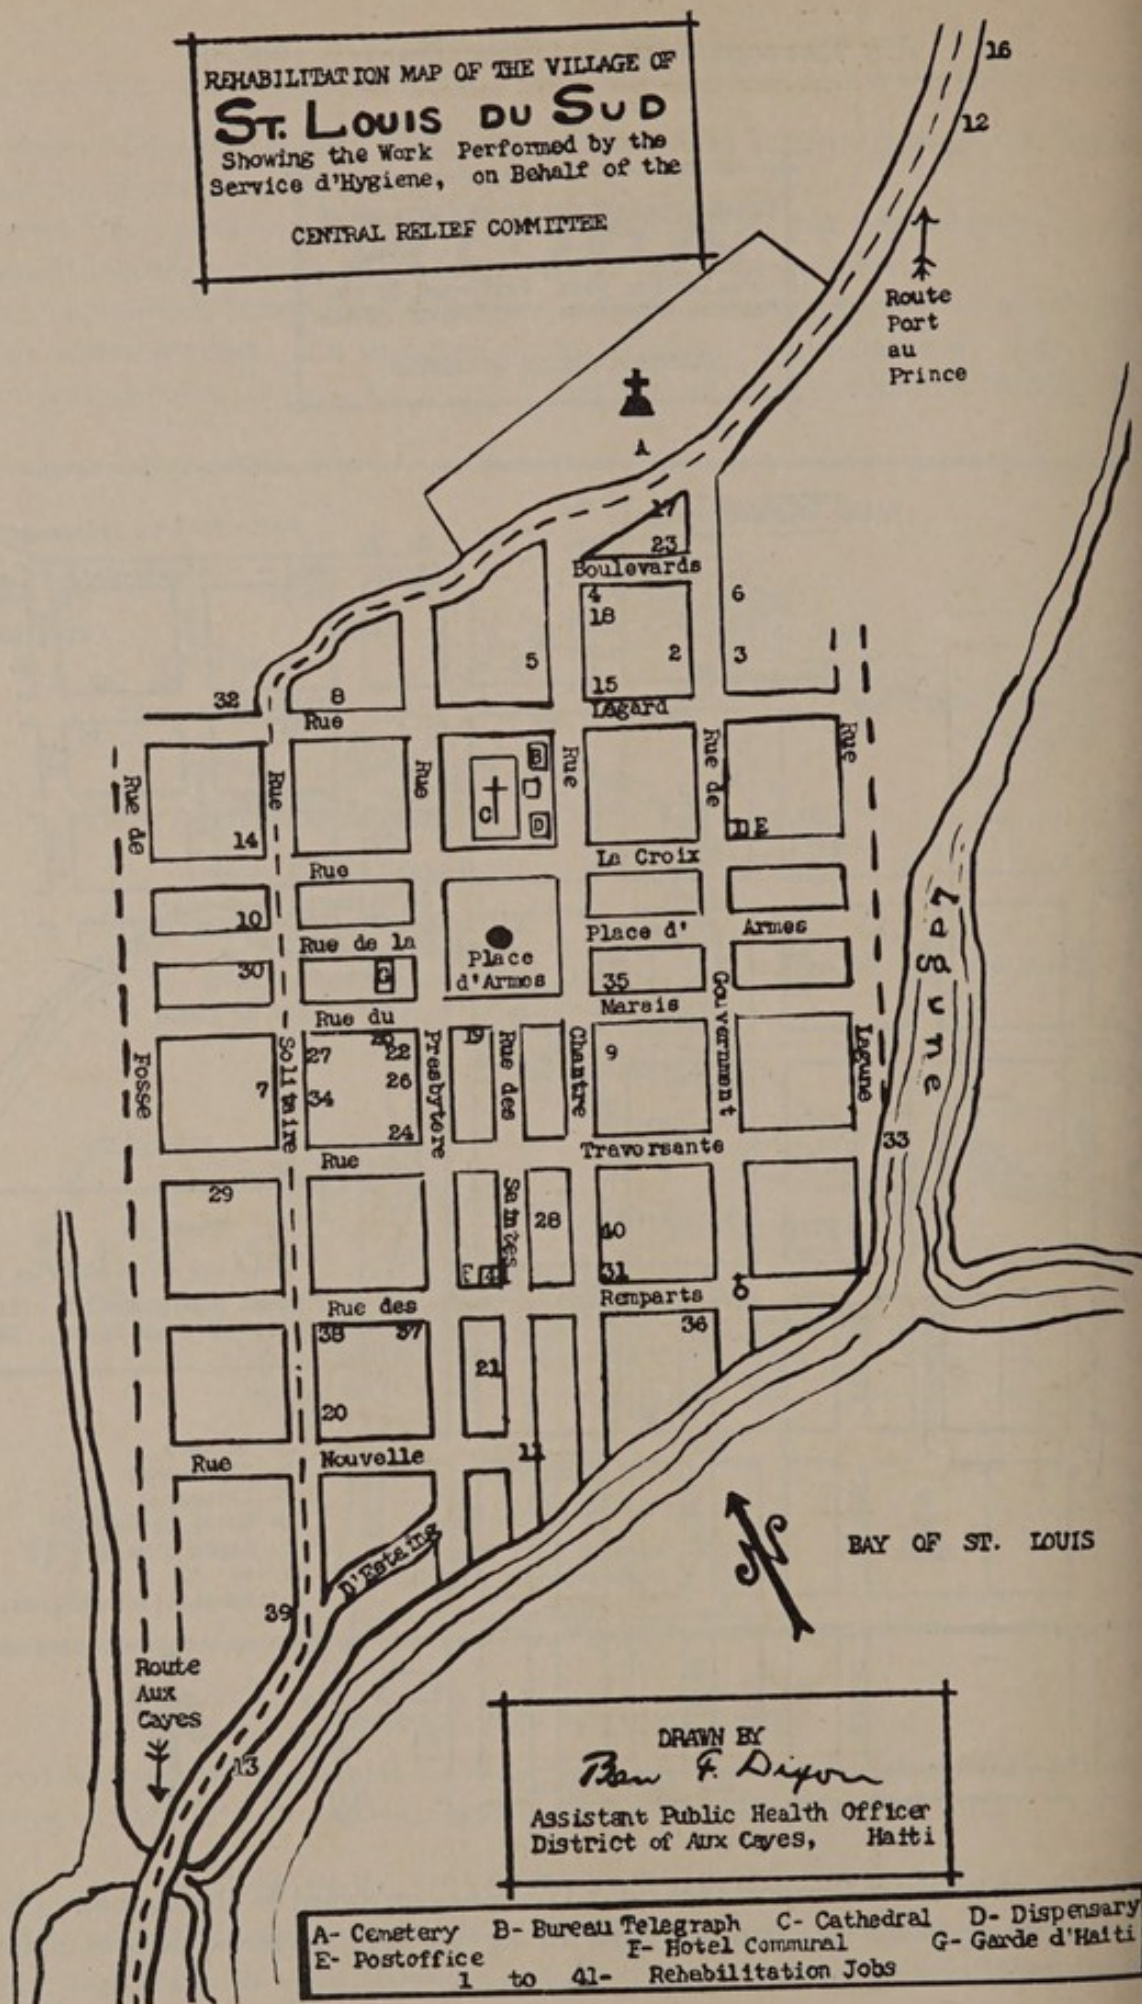 REHABILITATION MAP OF THE VILLAGE OF
ST. LOUIS DU SUD
Showing the Work Performed by the
Service d'Hygiene, on Behalf of the
CENTRAL RELIEF COMMITTEE
16
12
Route
Port
au
Prince
A
17
23
Boulevards
4
18
6
5
2
3
15
32
8
Legard
Rue
Rue de
Rue
Rue
B
Rue
Rue de
Rue
C
D
14
D E
La Croix
Rue
10
Rue de la
Place d'
Armes
Place
d'Armes
30
G
35
Marais
Rue du
Lagune
Fosse
Solitaire
27
22
26
34
24
Presbytere
19
Rue des
Chantre
9
Gouvernment
Lagune
7
33
Traversante
Rue
29
Saintes
28
40
31
F
Remparts
Rue des
38
37
36
21
20
11
Rue
Nouvelle
D'Estaing
39
BAY OF ST. LOUIS
N
Route
Aux
Cayes
13
DRAWN BY
Ben F. Dixon
Assistant Public Health Officer
District of Aux Cayes, Haiti
A- Cemetery B- Bureau Telegraph C- Cathedral D- Dispensary
E- Postoffice F- Hotel Communal G- Garde d'Haiti
1 to 41- Rehabilitation Jobs